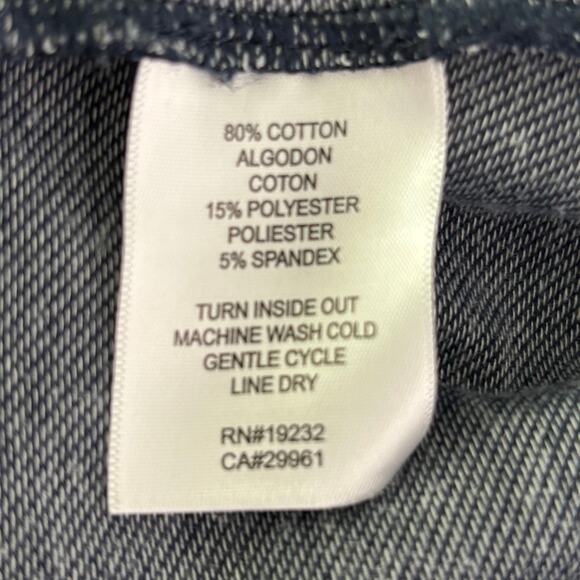 80% COTTON
ALGODON
COTON
15% POLYESTER
POLIESTER
5% SPANDEX
TURN INSIDE OUT
MACHINE WASH COLD
GENTLE CYCLE
LINE DRY
RN#19232
CA#29961